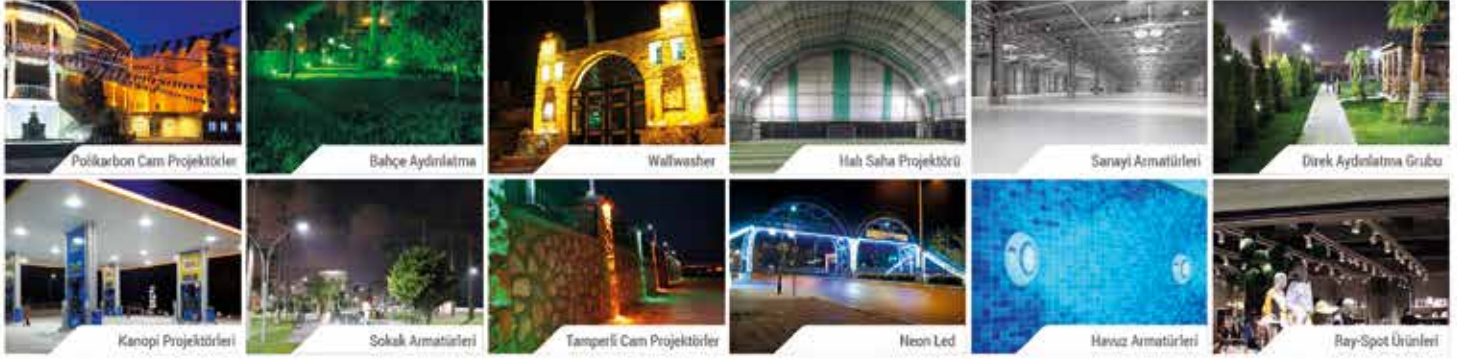 Polikarbon Cam Projektörler
Bahçe Aydınlatma
Wallwasher
Halı Saha Projektörü
Sanayi Armatürleri
Direk Aydınlatma Grubu
Kanopi Projektörleri
Sokak Armatürleri
Tamperli Cam Projektörler
Neon Led
Havuz Armatürleri
Ray-Spot Ürünleri